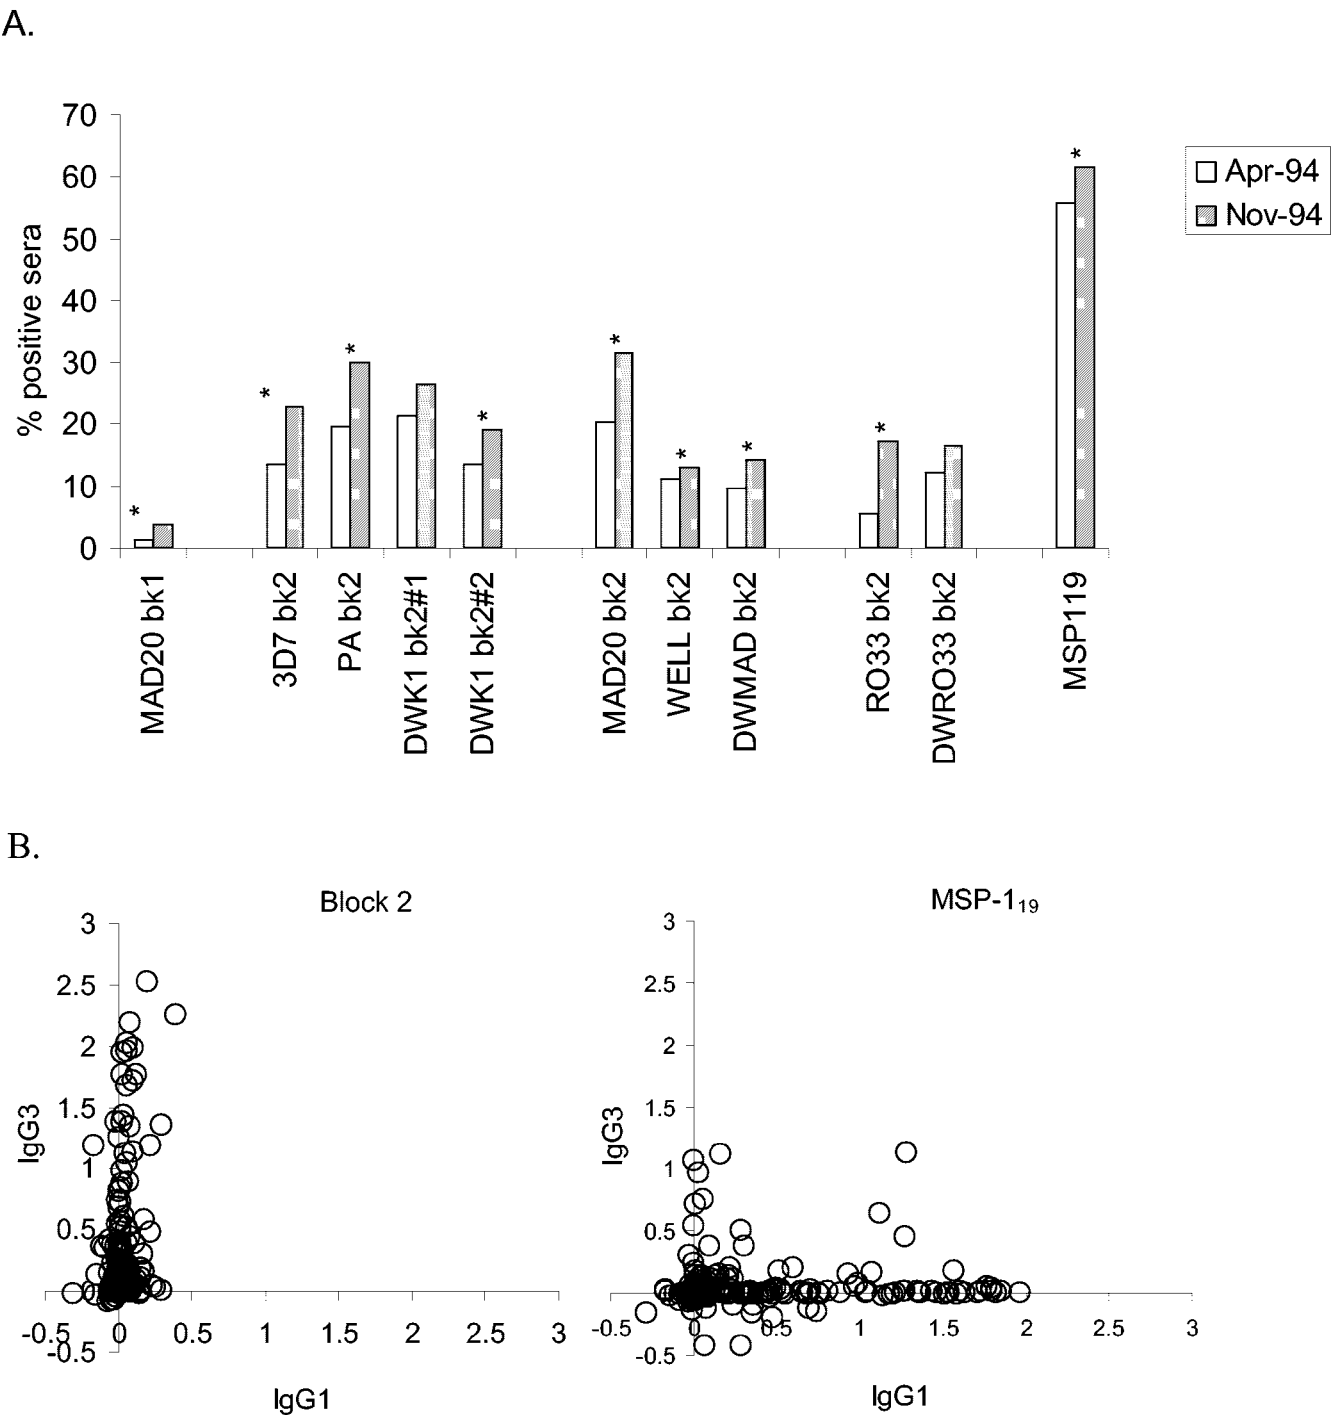 A.
70
60
50
40
30
20
10
0
% positive sera
* * * * * * * * * *
Apr-94
Nov-94
MAD20 bk1
3D7 bk2
PA bk2
DWK1 bk2#1
DWK1 bk2#2
MAD20 bk2
WELL bk2
DWMAD bk2
RO33 bk2
DWRO33 bk2
MSP119
B.
Block 2
3
2.5
2
1.5
1
0.5
-0.5
IgG3
-0.5 0 0.5 1 1.5 2 2.5 3
IgG1
MSP-1₁₉
3
2.5
2
1.5
1
0.5
-0.5
IgG3
-0.5 0 0.5 1 1.5 2 2.5 3
IgG1